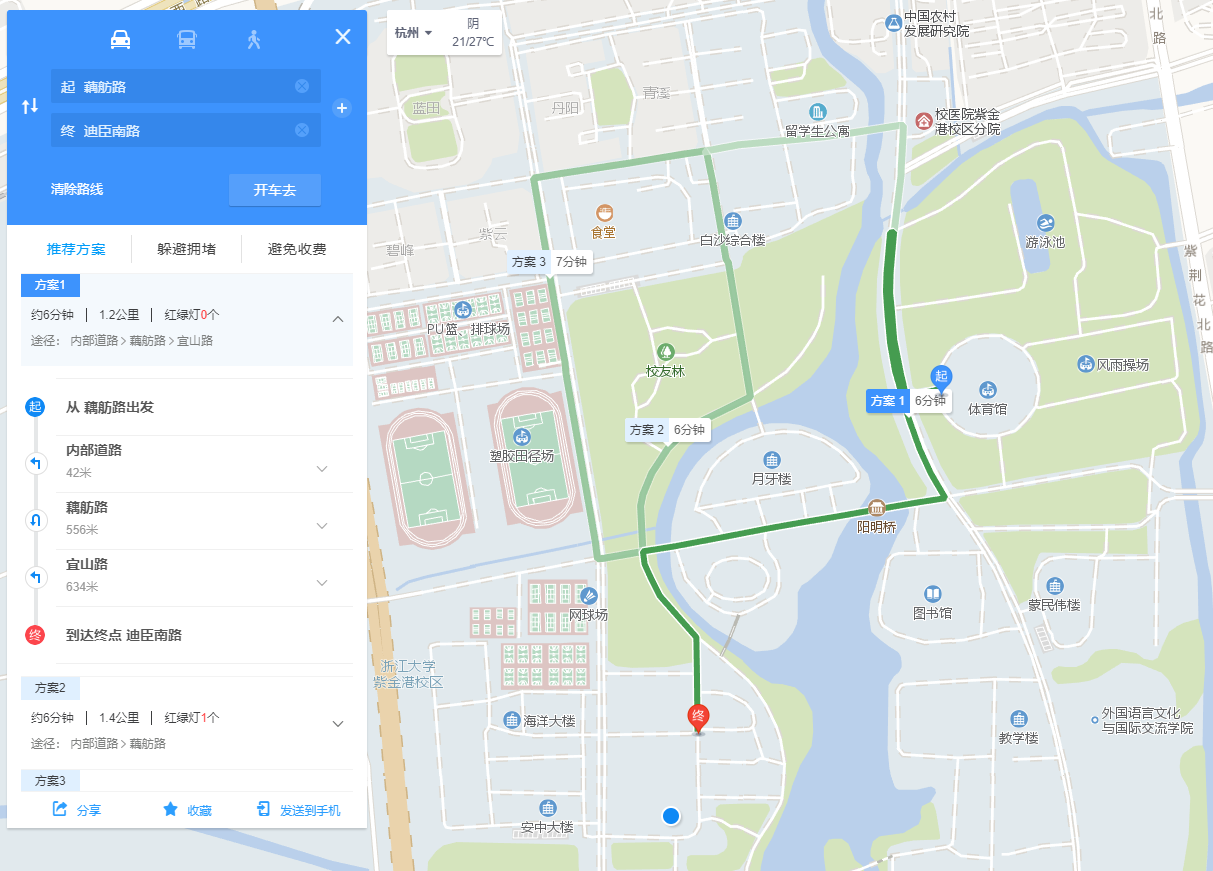 起 藕舫路
终 迪臣南路
清除路线
开车去
推荐方案
躲避拥堵
避免收费
方案1
约6分钟 | 1.2公里 | 红绿灯0个
途径: 内部道路>藕舫路>宜山路
起
从 藕舫路出发
内部道路
42米
藕舫路
556米
宜山路
634米
终
到达终点 迪臣南路
方案2
约6分钟 | 1.4公里 | 红绿灯1个
途径: 内部道路>藕舫路
方案3
分享
收藏
发送到手机
杭州
阴
21/27℃
中国农村
发展研究院
北
路
蓝田
丹阳
青溪
留学生公寓
校医院紫金
港校区分院
食堂
紫云
碧峰
白沙综合楼
游泳池
紫
荆
花
北
路
方案 3 7分钟
PU篮、排球场
校友林
风雨操场
起
方案 1 6分钟
体育馆
方案 2 6分钟
塑胶田径场
月牙楼
阳明桥
网球场
图书馆
蒙民伟楼
浙江大学
紫金港校区
海洋大楼
终
教学楼
外国语言文化
与国际交流学院
安中大楼